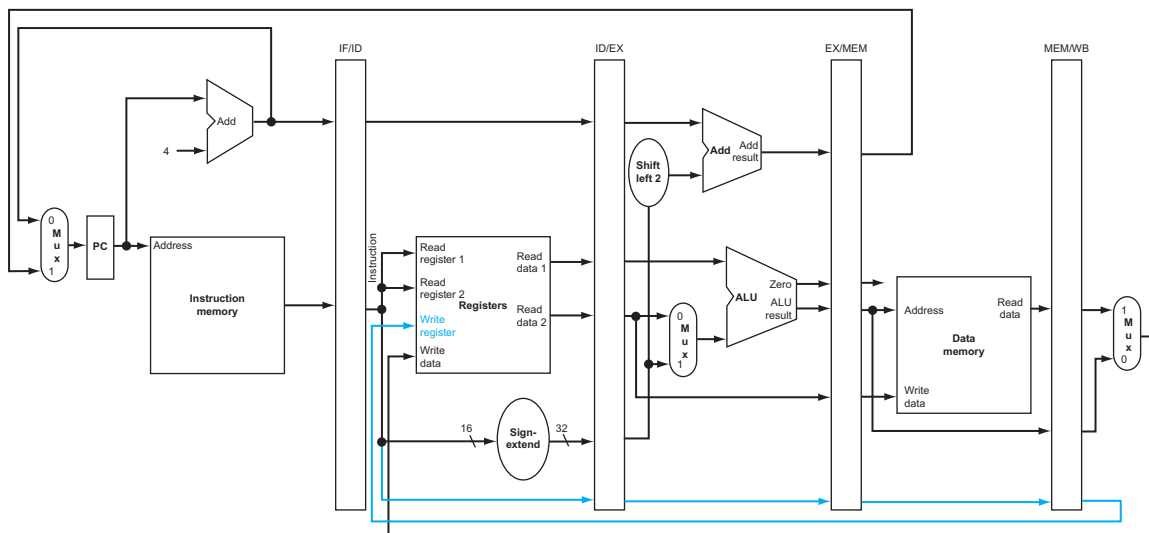 IF/ID
ID/EX
EX/MEM
MEM/WB
Add
4
Add
Add
result
Shift
left 2
0
M
u
x
1
PC
Address
Instruction
memory
Instruction
Read
register 1
Read
data 1
Read
register 2
Registers
Write
register
Read
data 2
Write
data
0
M
u
x
1
Zero
ALU
ALU
result
Address
Read
data
Data
memory
Write
data
1
M
u
x
0
16
Sign-
extend
32